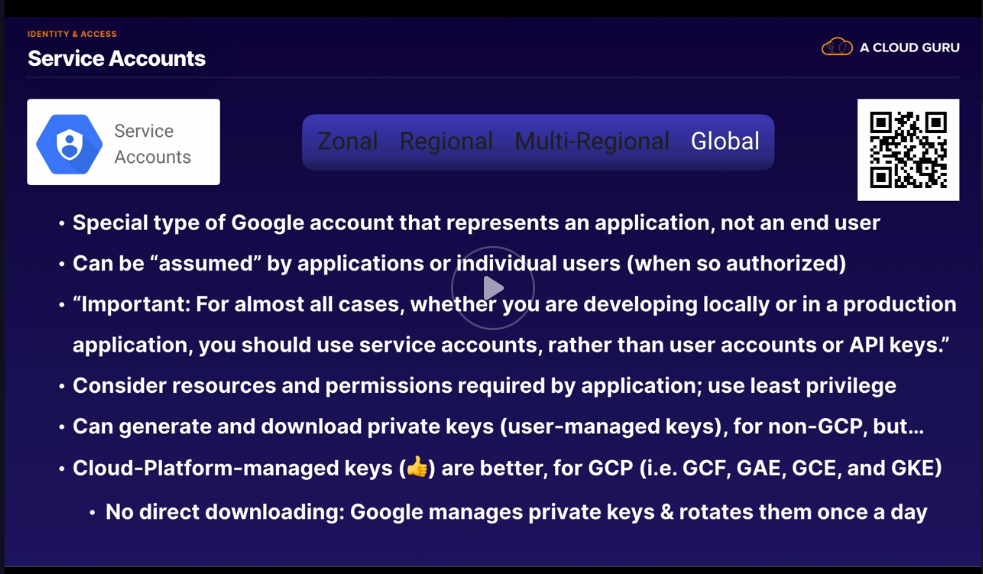 IDENTITY & ACCESS
Service Accounts
A CLOUD GURU
Service
Accounts
Zonal Regional Multi-Regional Global
• Special type of Google account that represents an application, not an end user
• Can be “assumed” by applications or individual users (when so authorized)
• “Important: For almost all cases, whether you are developing locally or in a production
application, you should use service accounts, rather than user accounts or API keys.”
• Consider resources and permissions required by application; use least privilege
• Can generate and download private keys (user-managed keys), for non-GCP, but…
• Cloud-Platform-managed keys (👍) are better, for GCP (i.e. GCF, GAE, GCE, and GKE)
• No direct downloading: Google manages private keys & rotates them once a day